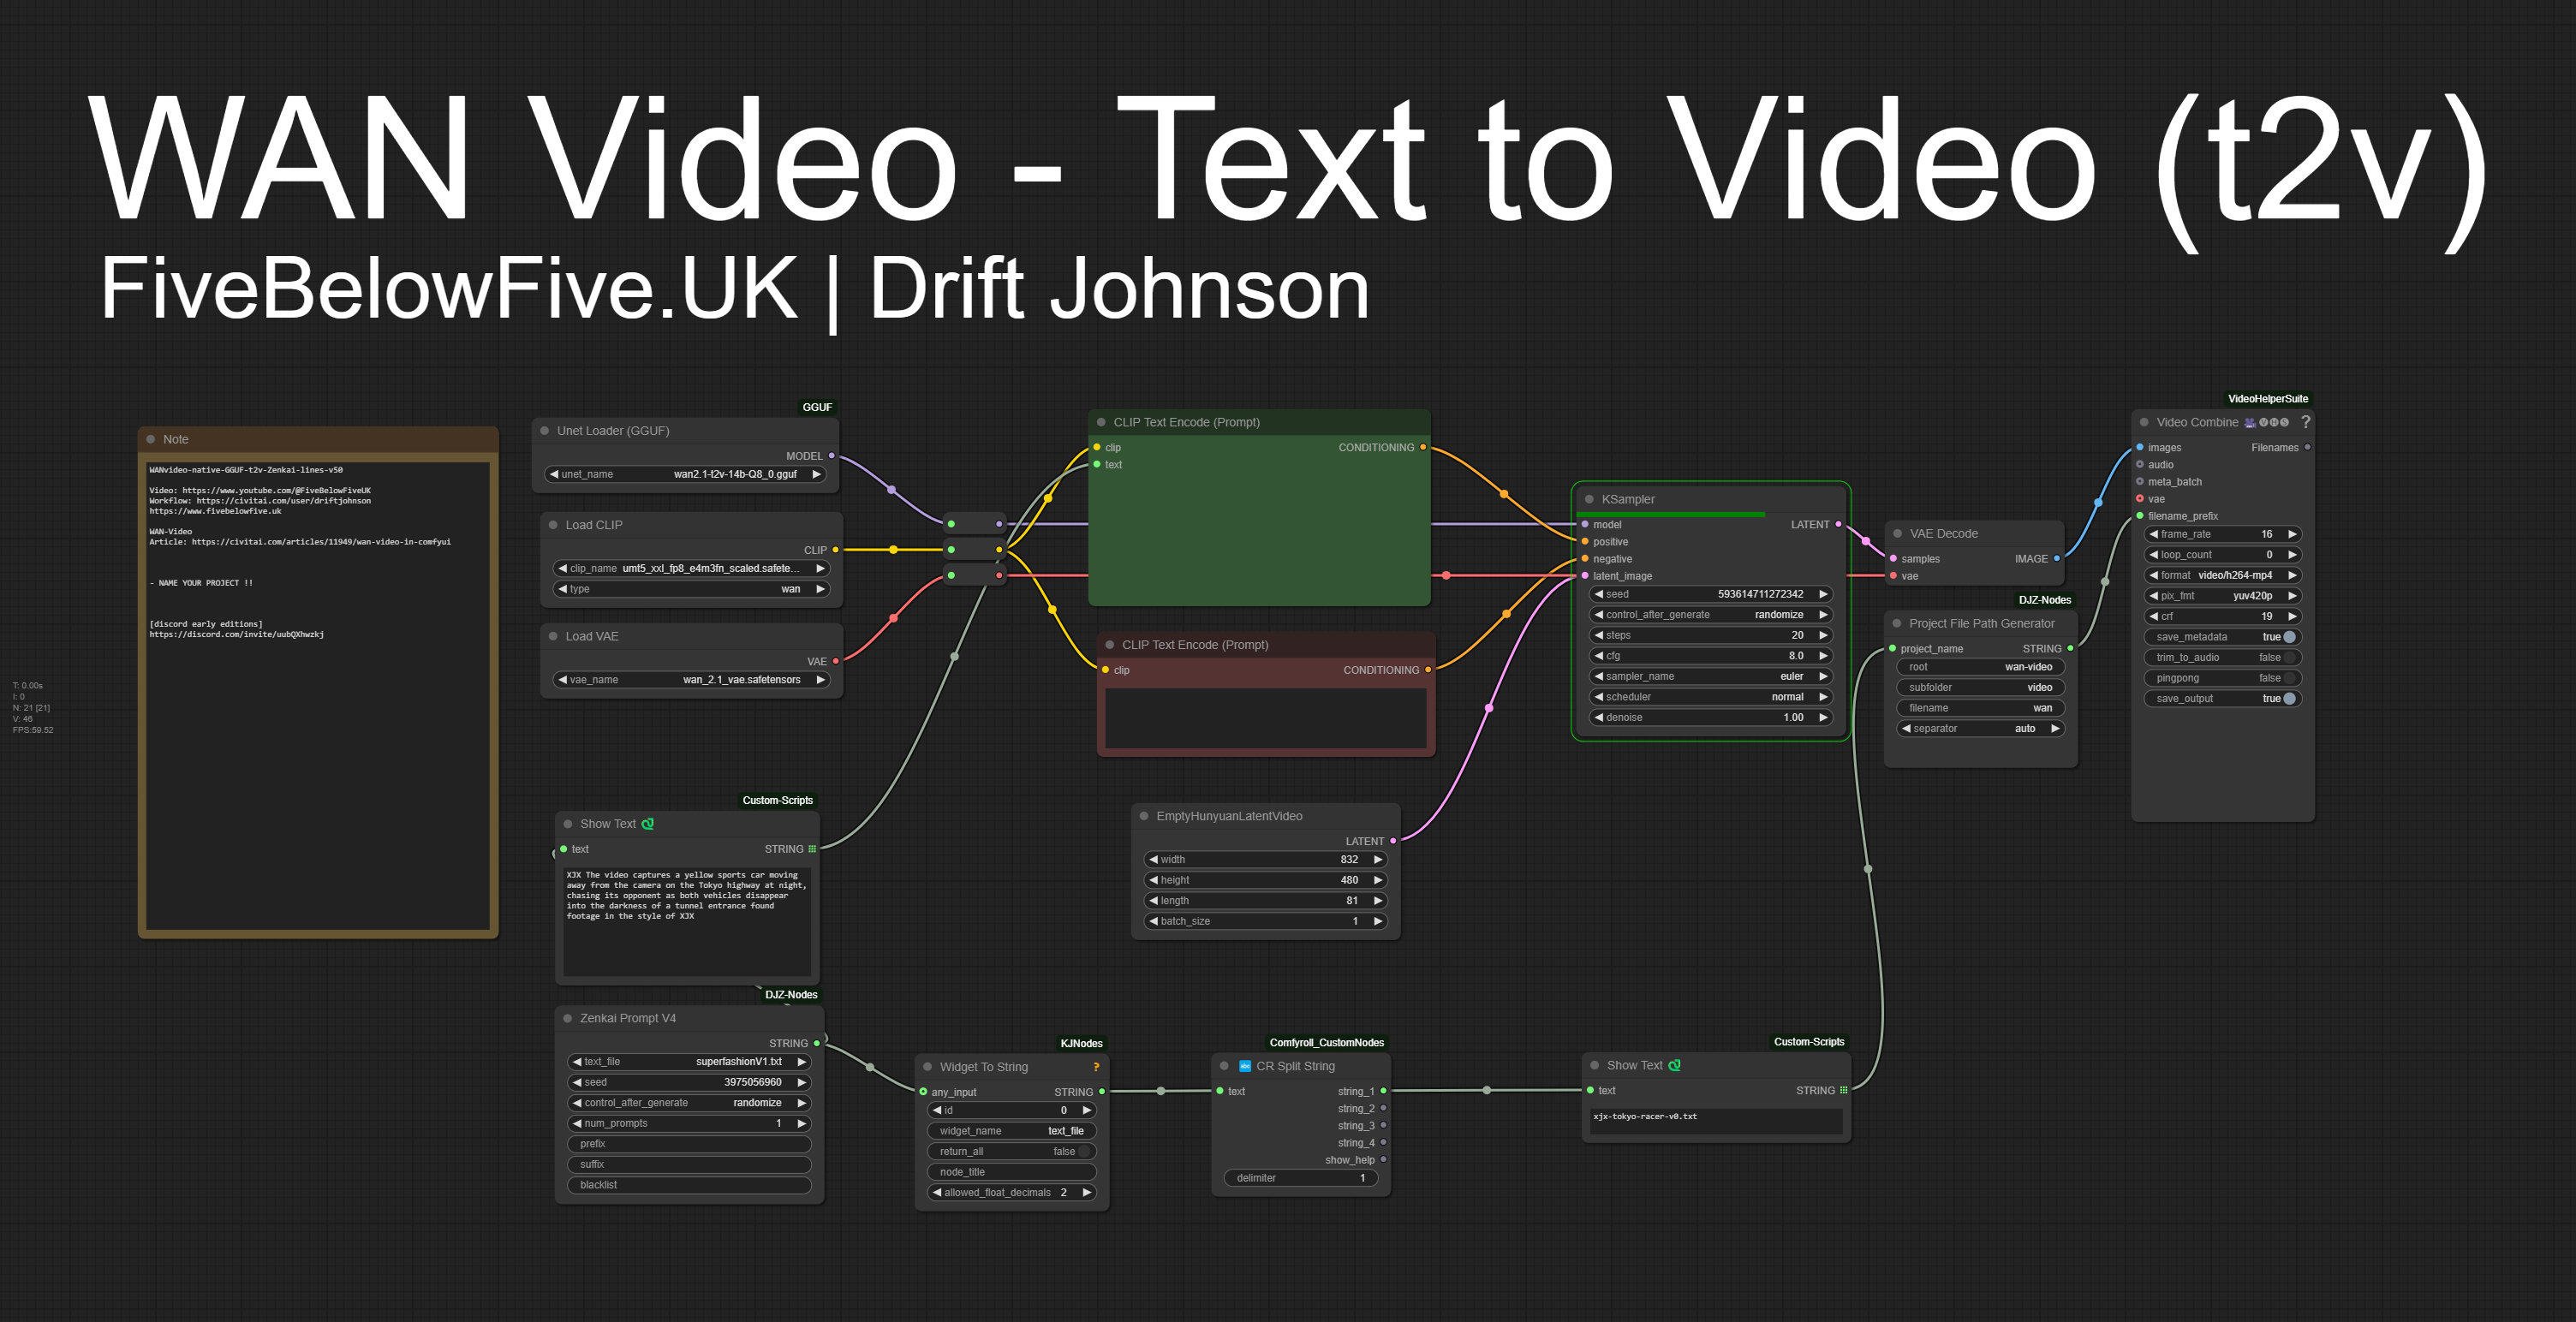 WAN Video - Text to Video (t2v)
FiveBelowFive.UK | Drift Johnson
Note
WANvideo-native-GGUF-t2v-Zenkai-lines-v50
Video: https://www.youtube.com/@FiveBelowFiveUK
Workflow: https://civitai.com/user/driftjohnson
https://www.fivebelowfive.uk
WAN-Video
Article: https://civitai.com/articles/11949/wan-video-in-comfyui
- NAME YOUR PROJECT !!
[discord early editions]
https://discord.com/invite/uubQXhwzkj
T: 0.00s
I: 0
N: 21 [21]
V: 46
FPS:59.52
GGUF
Unet Loader (GGUF)
MODEL
unet_name wan2.1-t2v-14b-Q8_0.gguf
Load CLIP
CLIP
clip_name umt5_xxl_fp8_e4m3fn_scaled.safete...
type wan
Load VAE
VAE
vae_name wan_2.1_vae.safetensors
CLIP Text Encode (Prompt)
clip CONDITIONING
text
CLIP Text Encode (Prompt)
clip CONDITIONING
KSampler
model LATENT
positive
negative
latent_image
seed 593614711272342
control_after_generate randomize
steps 20
cfg 8.0
sampler_name euler
scheduler normal
denoise 1.00
VAE Decode
samples IMAGE
vae
DJZ-Nodes
Project File Path Generator
project_name STRING
root wan-video
subfolder video
filename wan
separator auto
VideoHelperSuite
Video Combine 🎥🅥🅗🅢 ?
images Filenames
audio
meta_batch
vae
filename_prefix
frame_rate 16
loop_count 0
format video/h264-mp4
pix_fmt yuv420p
crf 19
save_metadata true
trim_to_audio false
pingpong false
save_output true
Custom-Scripts
Show Text
text STRING
XJX The video captures a yellow sports car moving
away from the camera on the Tokyo highway at night,
chasing its opponent as both vehicles disappear
into the darkness of a tunnel entrance found
footage in the style of XJX
EmptyHunyuanLatentVideo
LATENT
width 832
height 480
length 81
batch_size 1
DJZ-Nodes
Zenkai Prompt V4
STRING
text_file superfashionV1.txt
seed 3975056960
control_after_generate randomize
num_prompts 1
prefix
suffix
blacklist
KJNodes
Widget To String ?
any_input STRING
id 0
widget_name text_file
return_all false
node_title
allowed_float_decimals 2
Comfyroll_CustomNodes
abc CR Split String
text string_1
string_2
string_3
string_4
show_help
delimiter 1
Custom-Scripts
Show Text
text STRING
xjx-tokyo-racer-v0.txt